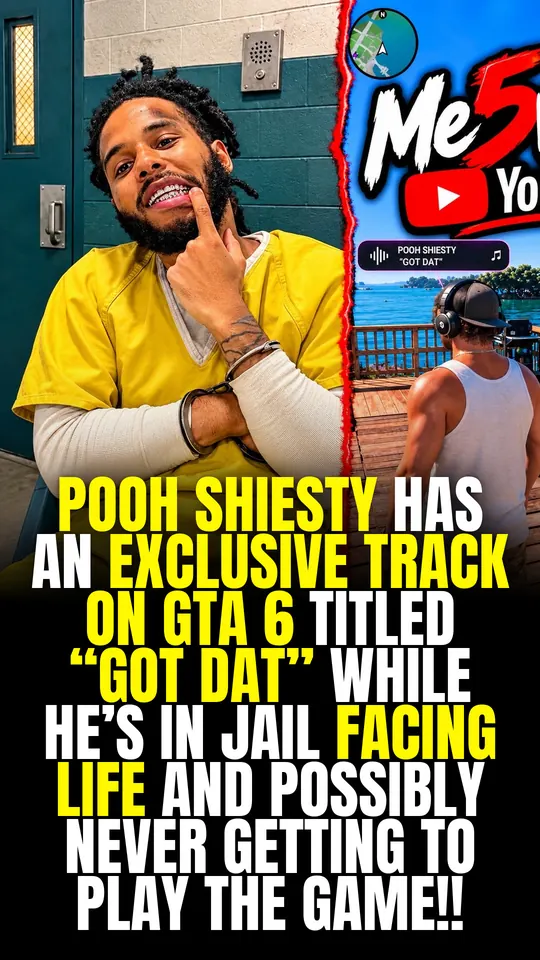 N
Me5
Yo
POOH SHIESTY
"GOT DAT"
POOH SHIESTY HAS
AN EXCLUSIVE TRACK
ON GTA 6 TITLED
“GOT DAT” WHILE
HE’S IN JAIL FACING
LIFE AND POSSIBLY
NEVER GETTING TO
PLAY THE GAME!!